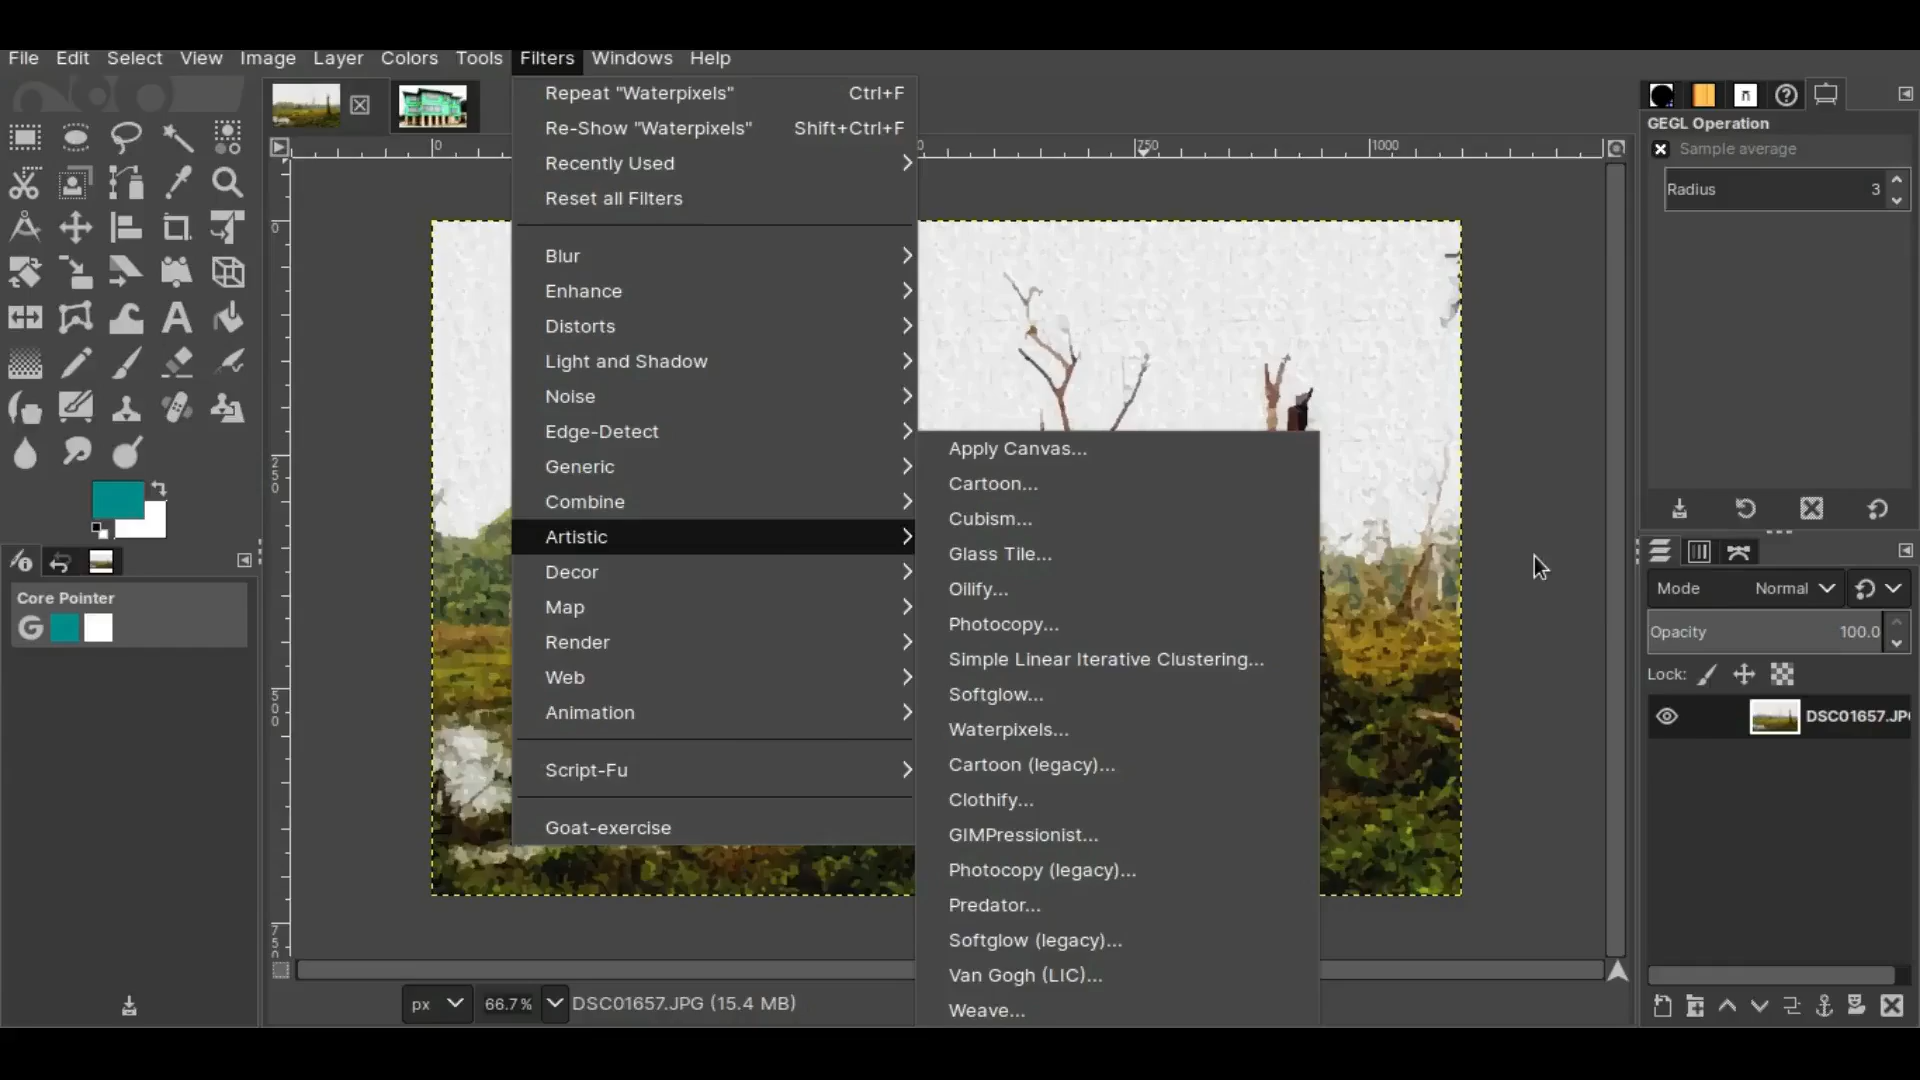 File Edit Select View Image Layer Colors Tools Filters Windows Help
Repeat "Waterpixels" Ctrl+F
Re-Show "Waterpixels" Shift+Ctrl+F
Recently Used
Reset all Filters
Blur
Enhance
Distorts
Light and Shadow
Noise
Edge-Detect
Generic
Combine
Artistic
Decor
Map
Render
Web
Animation
Script-Fu
Goat-exercise
Apply Canvas...
Cartoon...
Cubism...
Glass Tile...
Oilify...
Photocopy...
Simple Linear Iterative Clustering...
Softglow...
Waterpixels...
Cartoon (legacy)...
Clothify...
GIMPressionist...
Photocopy (legacy)...
Predator...
Softglow (legacy)...
Van Gogh (LIC)...
Weave...
0 750 1000
0
250
500
750
Core Pointer
px 66.7% DSC01657.JPG (15.4 MB)
GEGL Operation
Sample average
Radius 3
Mode Normal
Opacity 100.0
Lock:
DSC01657.JP